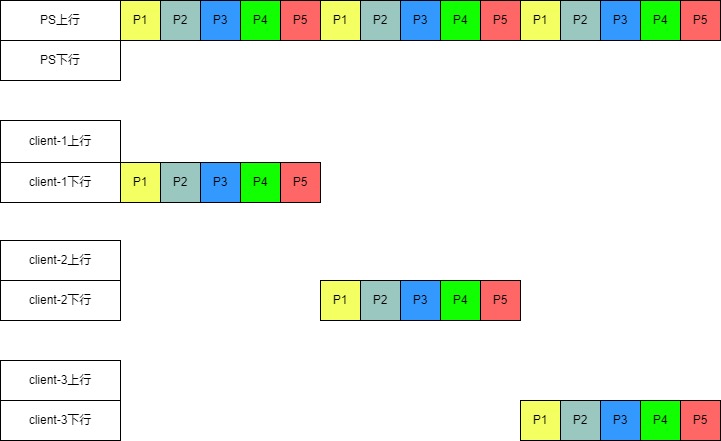 PS上行 P1 P2 P3 P4 P5 P1 P2 P3 P4 P5 P1 P2 P3 P4 P5
PS下行
client-1上行
client-1下行 P1 P2 P3 P4 P5
client-2上行
client-2下行 P1 P2 P3 P4 P5
client-3上行
client-3下行 P1 P2 P3 P4 P5